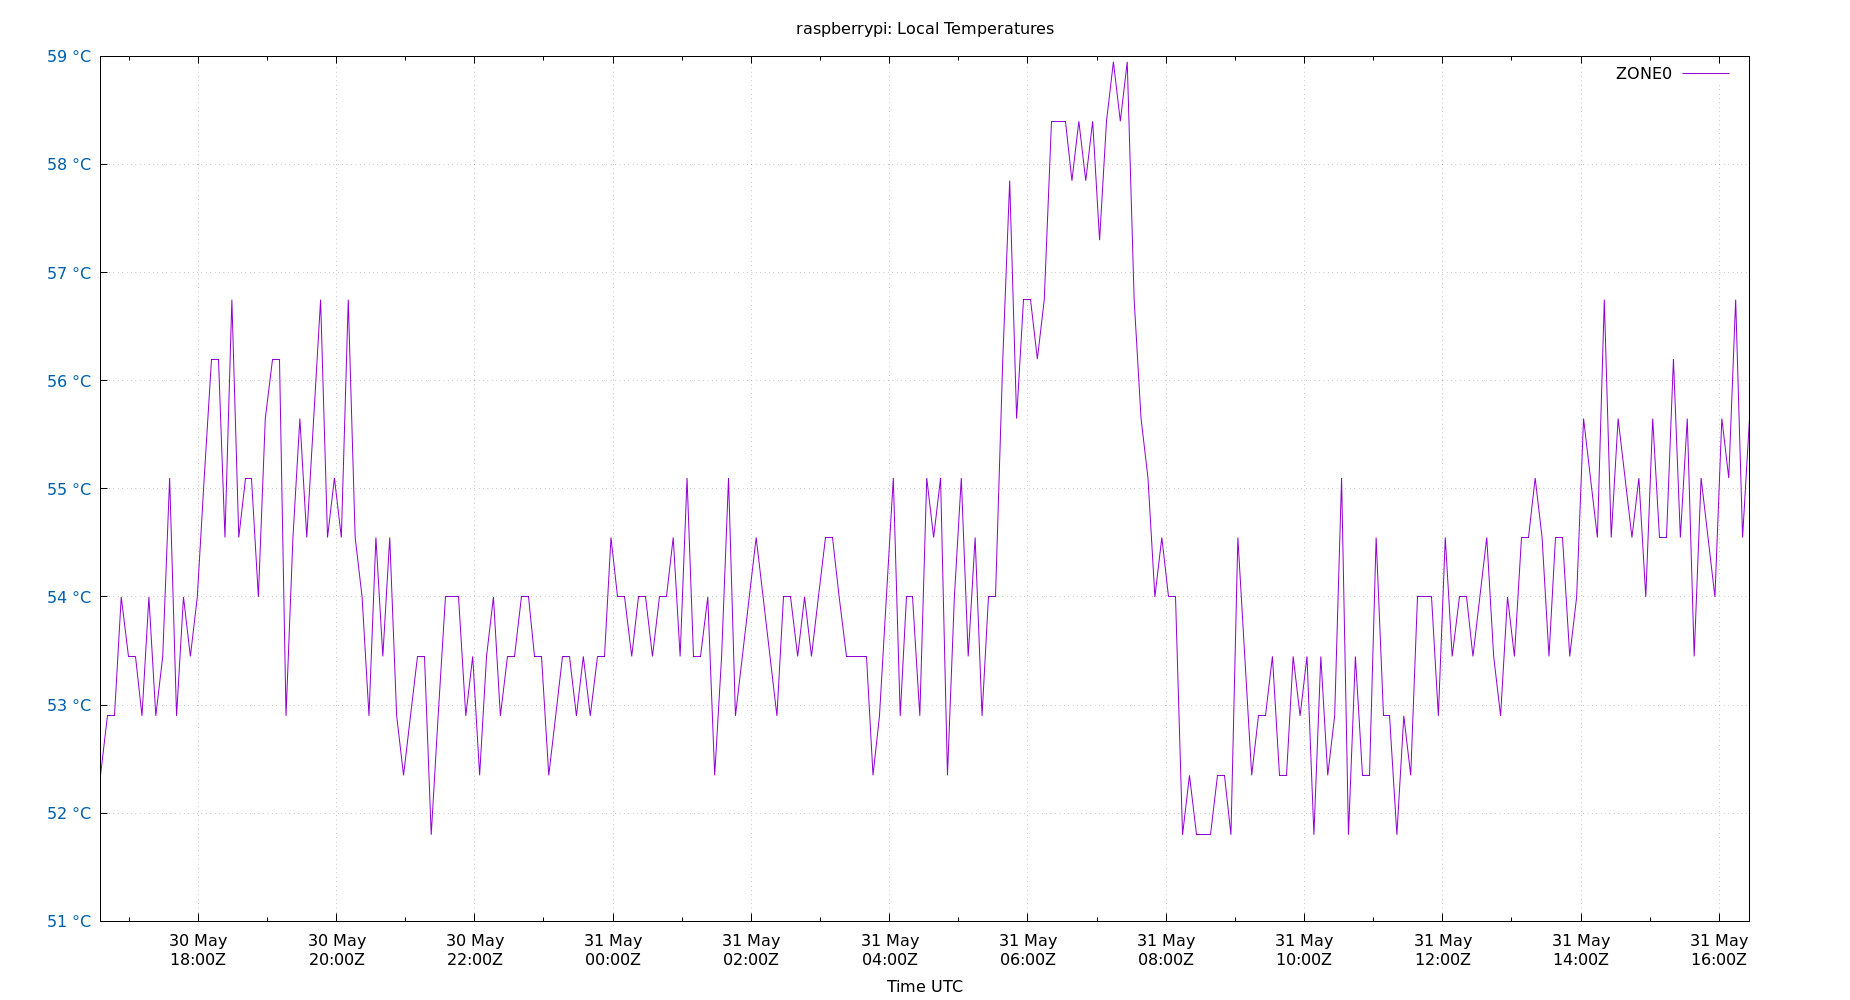 raspberrypi: Local Temperatures
59 °C
ZONE0
58 °C
57 °C
56 °C
55 °C
54 °C
53 °C
52 °C
51 °C
30 May 30 May 30 May 31 May 31 May 31 May 31 May 31 May 31 May 31 May 31 May 31 May
18:00Z 20:00Z 22:00Z 00:00Z 02:00Z 04:00Z 06:00Z 08:00Z 10:00Z 12:00Z 14:00Z 16:00Z
Time UTC